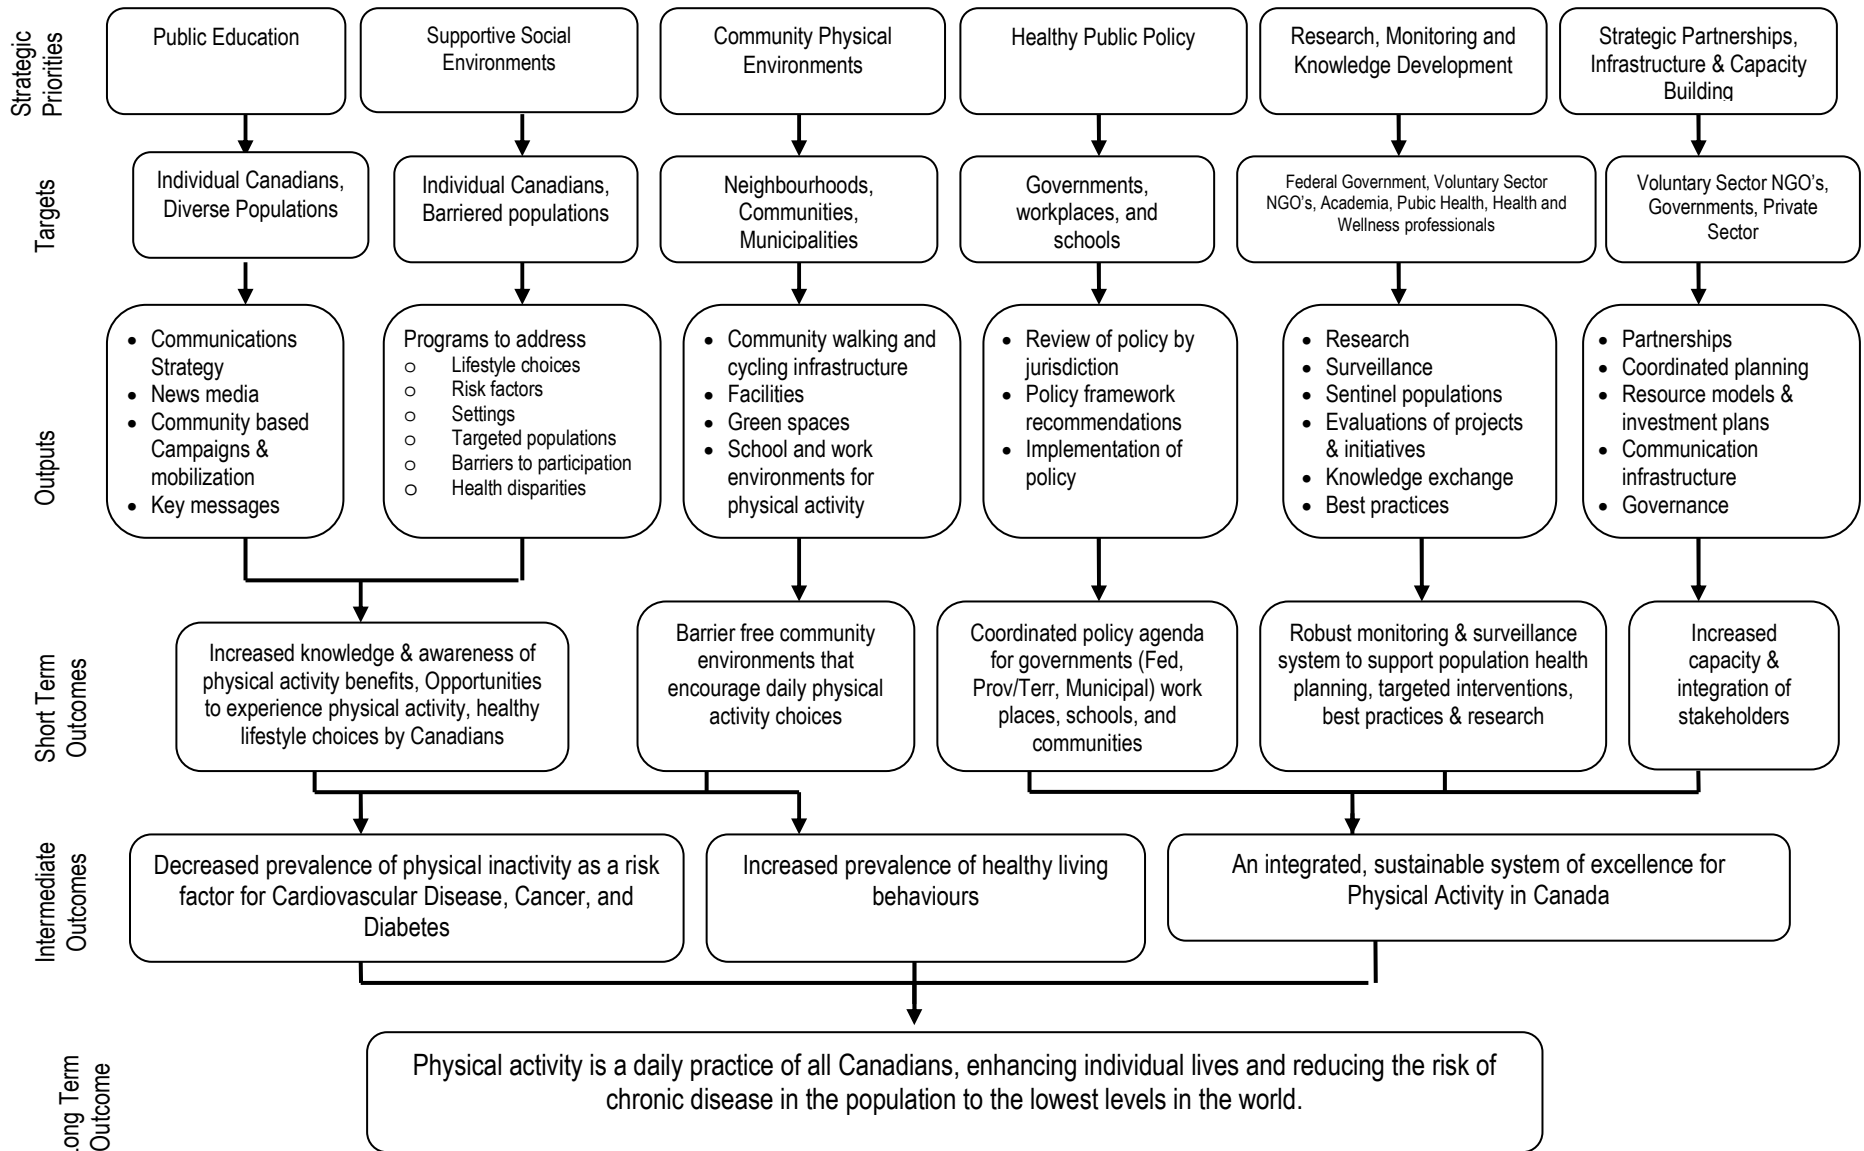 Strategic
Priorities
Public Education
Supportive Social
Environments
Community Physical
Environments
Healthy Public Policy
Research, Monitoring and
Knowledge Development
Strategic Partnerships,
Infrastructure & Capacity
Building
Targets
Individual Canadians,
Diverse Populations
Individual Canadians,
Barriered populations
Neighbourhoods,
Communities,
Municipalities
Governments,
workplaces, and
schools
Federal Government, Voluntary Sector
NGO's, Academia, Pubic Health, Health and
Wellness professionals
Voluntary Sector NGO's,
Governments, Private
Sector
Outputs
• Communications
Strategy
• News media
• Community based
Campaigns &
mobilization
• Key messages
Programs to address
o Lifestyle choices
o Risk factors
o Settings
o Targeted populations
o Barriers to participation
o Health disparities
• Community walking and
cycling infrastructure
• Facilities
• Green spaces
• School and work
environments for
physical activity
• Review of policy by
jurisdiction
• Policy framework
recommendations
• Implementation of
policy
• Research
• Surveillance
• Sentinel populations
• Evaluations of projects
& initiatives
• Knowledge exchange
• Best practices
• Partnerships
• Coordinated planning
• Resource models &
investment plans
• Communication
infrastructure
• Governance
Short Term
Outcomes
Increased knowledge & awareness of
physical activity benefits, Opportunities
to experience physical activity, healthy
lifestyle choices by Canadians
Barrier free community
environments that
encourage daily physical
activity choices
Coordinated policy agenda
for governments (Fed,
Prov/Terr, Municipal) work
places, schools, and
communities
Robust monitoring & surveillance
system to support population health
planning, targeted interventions,
best practices & research
Increased
capacity &
integration of
stakeholders
Intermediate
Outcomes
Decreased prevalence of physical inactivity as a risk
factor for Cardiovascular Disease, Cancer, and
Diabetes
Increased prevalence of healthy living
behaviours
An integrated, sustainable system of excellence for
Physical Activity in Canada
Long Term
Outcome
Physical activity is a daily practice of all Canadians, enhancing individual lives and reducing the risk of
chronic disease in the population to the lowest levels in the world.